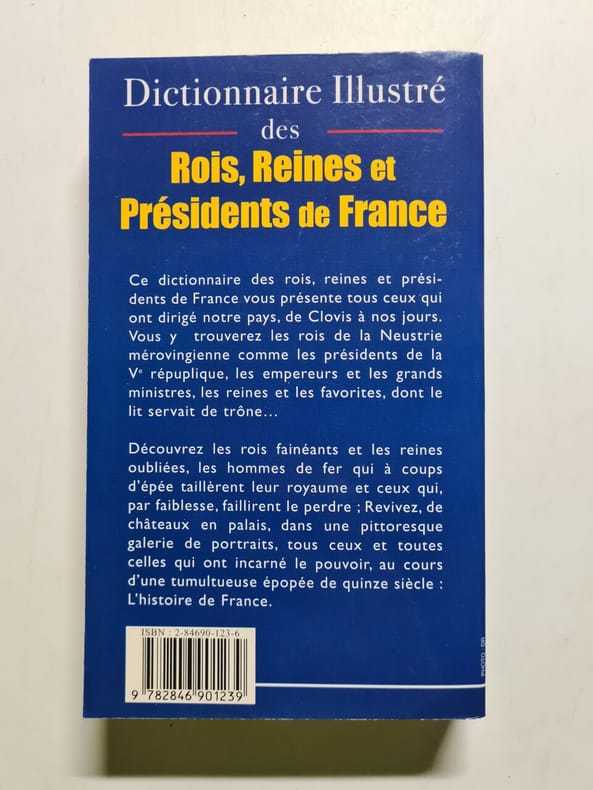 Dictionnaire Illustré
des
Rois, Reines et
Présidents de France
Ce dictionnaire des rois, reines et prési-
dents de France vous présente tous ceux qui
ont dirigé notre pays, de Clovis à nos jours.
Vous y trouverez les rois de la Neustrie
mérovingienne comme les présidents de la
Vᵉ répuplique, les empereurs et les grands
ministres, les reines et les favorites, dont le
lit servait de trône…
Découvrez les rois fainéants et les reines
oubliées, les hommes de fer qui à coups
d'épée taillèrent leur royaume et ceux qui,
par faiblesse, faillirent le perdre ; Revivez, de
châteaux en palais, dans une pittoresque
galerie de portraits, tous ceux et toutes
celles qui ont incarné le pouvoir, au cours
d'une tumultueuse épopée de quinze siècle :
L'histoire de France.
ISBN : 2-84690-123-6
9 782846 901239
PHOTO : DR